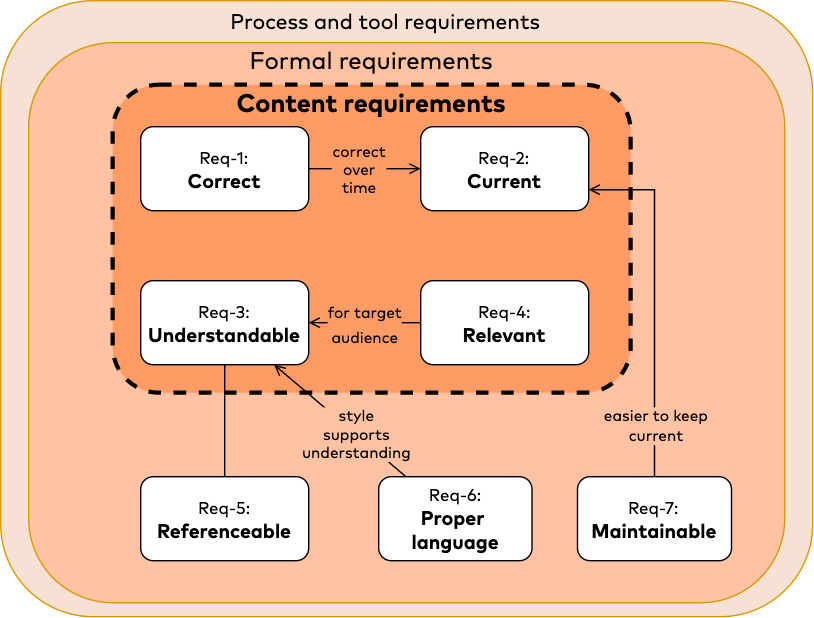 Process and tool requirements
Formal requirements
Content requirements
Req-1:
Correct
correct
over
time
Req-2:
Current
Req-3:
Understandable
for target
audience
Req-4:
Relevant
style
supports
understanding
easier to keep
current
Req-5:
Referenceable
Req-6:
Proper
language
Req-7:
Maintainable